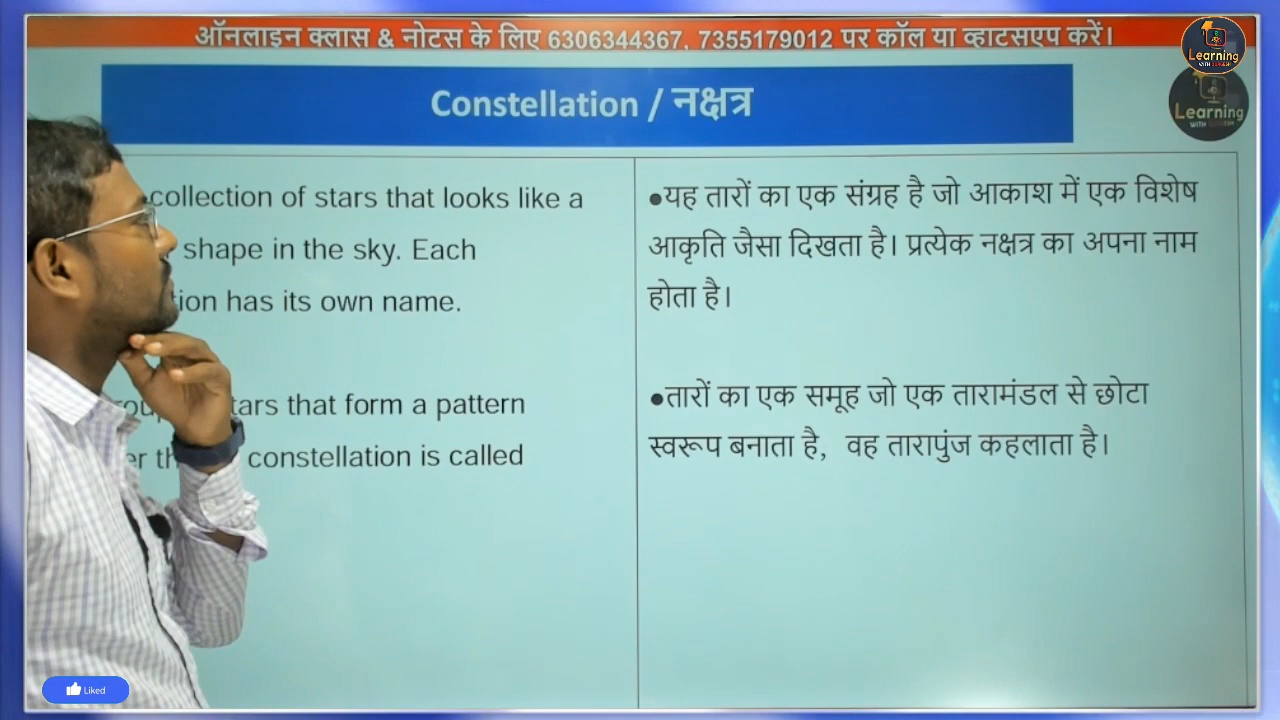 ऑनलाइन क्लास & नोटस के लिए 6306344367, 7355179012 पर कॉल या व्हाटसएप करें।
Learning
Constellation / नक्षत्र
Learning
WITH
collection of stars that looks like a
shape in the sky. Each
has its own name.
that form a pattern
constellation is called
●यह तारों का एक संग्रह है जो आकाश में एक विशेष
आकृति जैसा दिखता है। प्रत्येक नक्षत्र का अपना नाम
होता है।
●तारों का एक समूह जो एक तारामंडल से छोटा
स्वरूप बनाता है, वह तारापुंज कहलाता है।
Liked